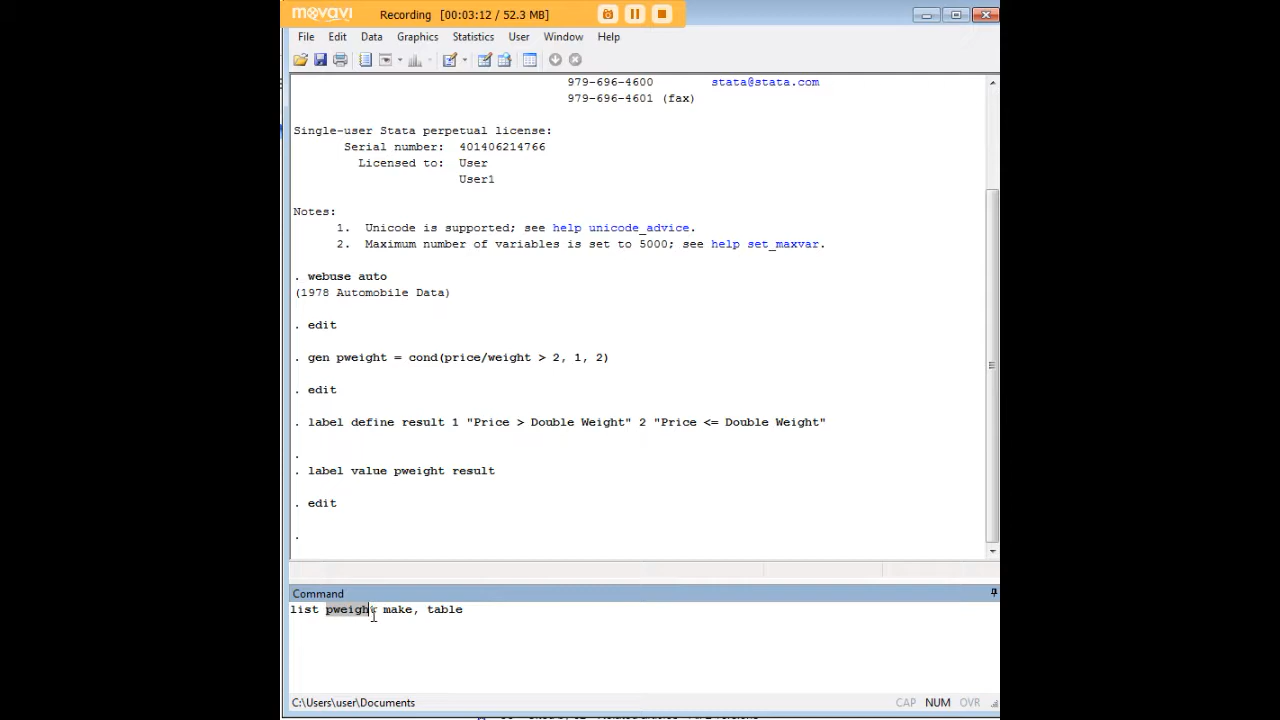 movavi Recording [00:03:12 / 52.3 MB]
File Edit Data Graphics Statistics User Window Help
979-696-4600 stata@stata.com
979-696-4601 (fax)
Single-user Stata perpetual license:
Serial number: 401406214766
Licensed to: User
User1
Notes:
1. Unicode is supported; see help unicode_advice.
2. Maximum number of variables is set to 5000; see help set_maxvar.
. webuse auto
(1978 Automobile Data)
. edit
. gen pweight = cond(price/weight > 2, 1, 2)
. edit
. label define result 1 "Price > Double Weight" 2 "Price <= Double Weight"
.
. label value pweight result
. edit
.
Command
list pweight make, table
C:\Users\user\Documents CAP NUM OVR